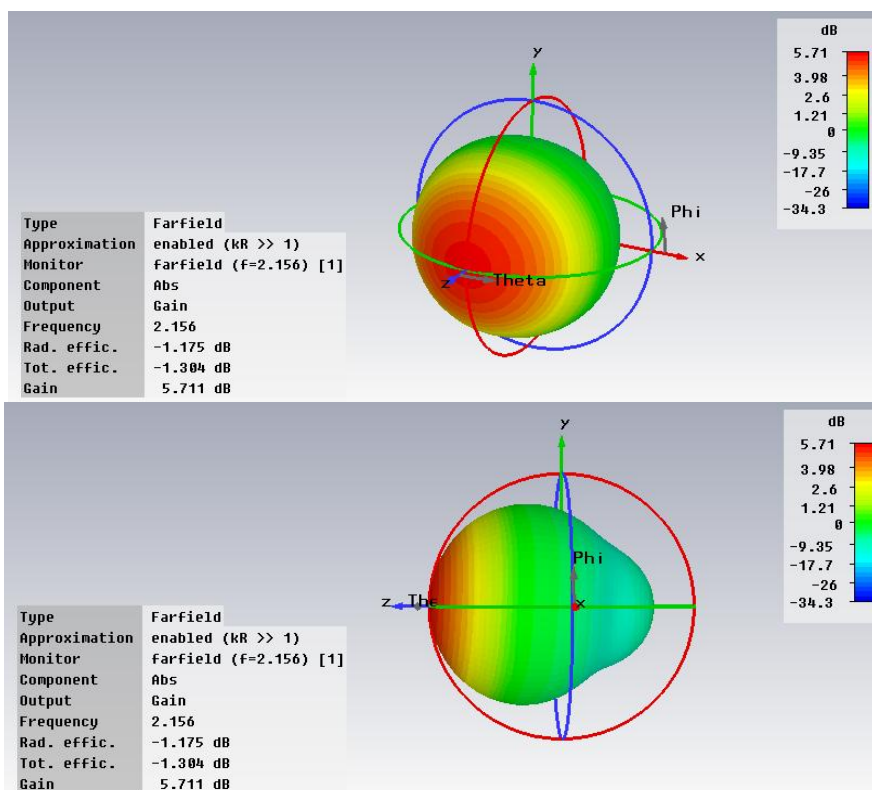 dB
5.71
3.98
2.6
1.21
0
-9.35
-17.7
-26
-34.3
y
Phi
x
z Theta
Type Farfield
Approximation enabled (kR >> 1)
Monitor farfield (f=2.156) [1]
Component Abs
Output Gain
Frequency 2.156
Rad. effic. -1.175 dB
Tot. effic. -1.304 dB
Gain 5.711 dB
dB
5.71
3.98
2.6
1.21
0
-9.35
-17.7
-26
-34.3
y
Phi
z The x
Type Farfield
Approximation enabled (kR >> 1)
Monitor farfield (f=2.156) [1]
Component Abs
Output Gain
Frequency 2.156
Rad. effic. -1.175 dB
Tot. effic. -1.304 dB
Gain 5.711 dB